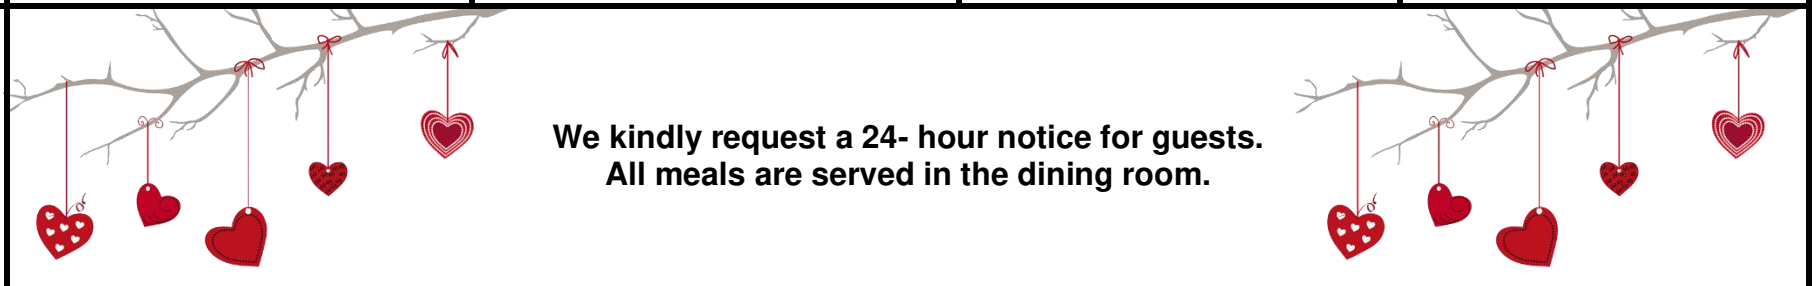 We kindly request a 24- hour notice for guests.
All meals are served in the dining room.